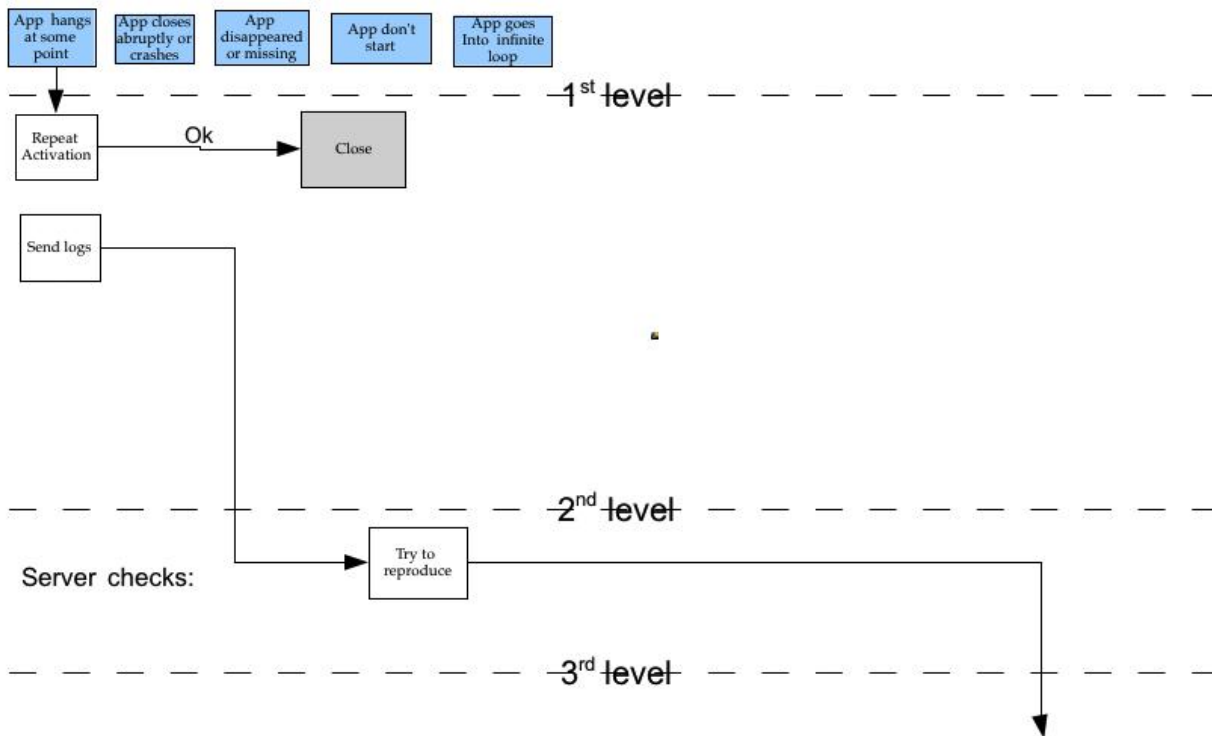 App hangs
at some
point
App closes
abruptly or
crashes
App
disappeared
or missing
App don't
start
App goes
Into infinite
loop
1st level
Repeat
Activation
Ok
Close
Send logs
2nd level
Try to
reproduce
Server checks:
3rd level